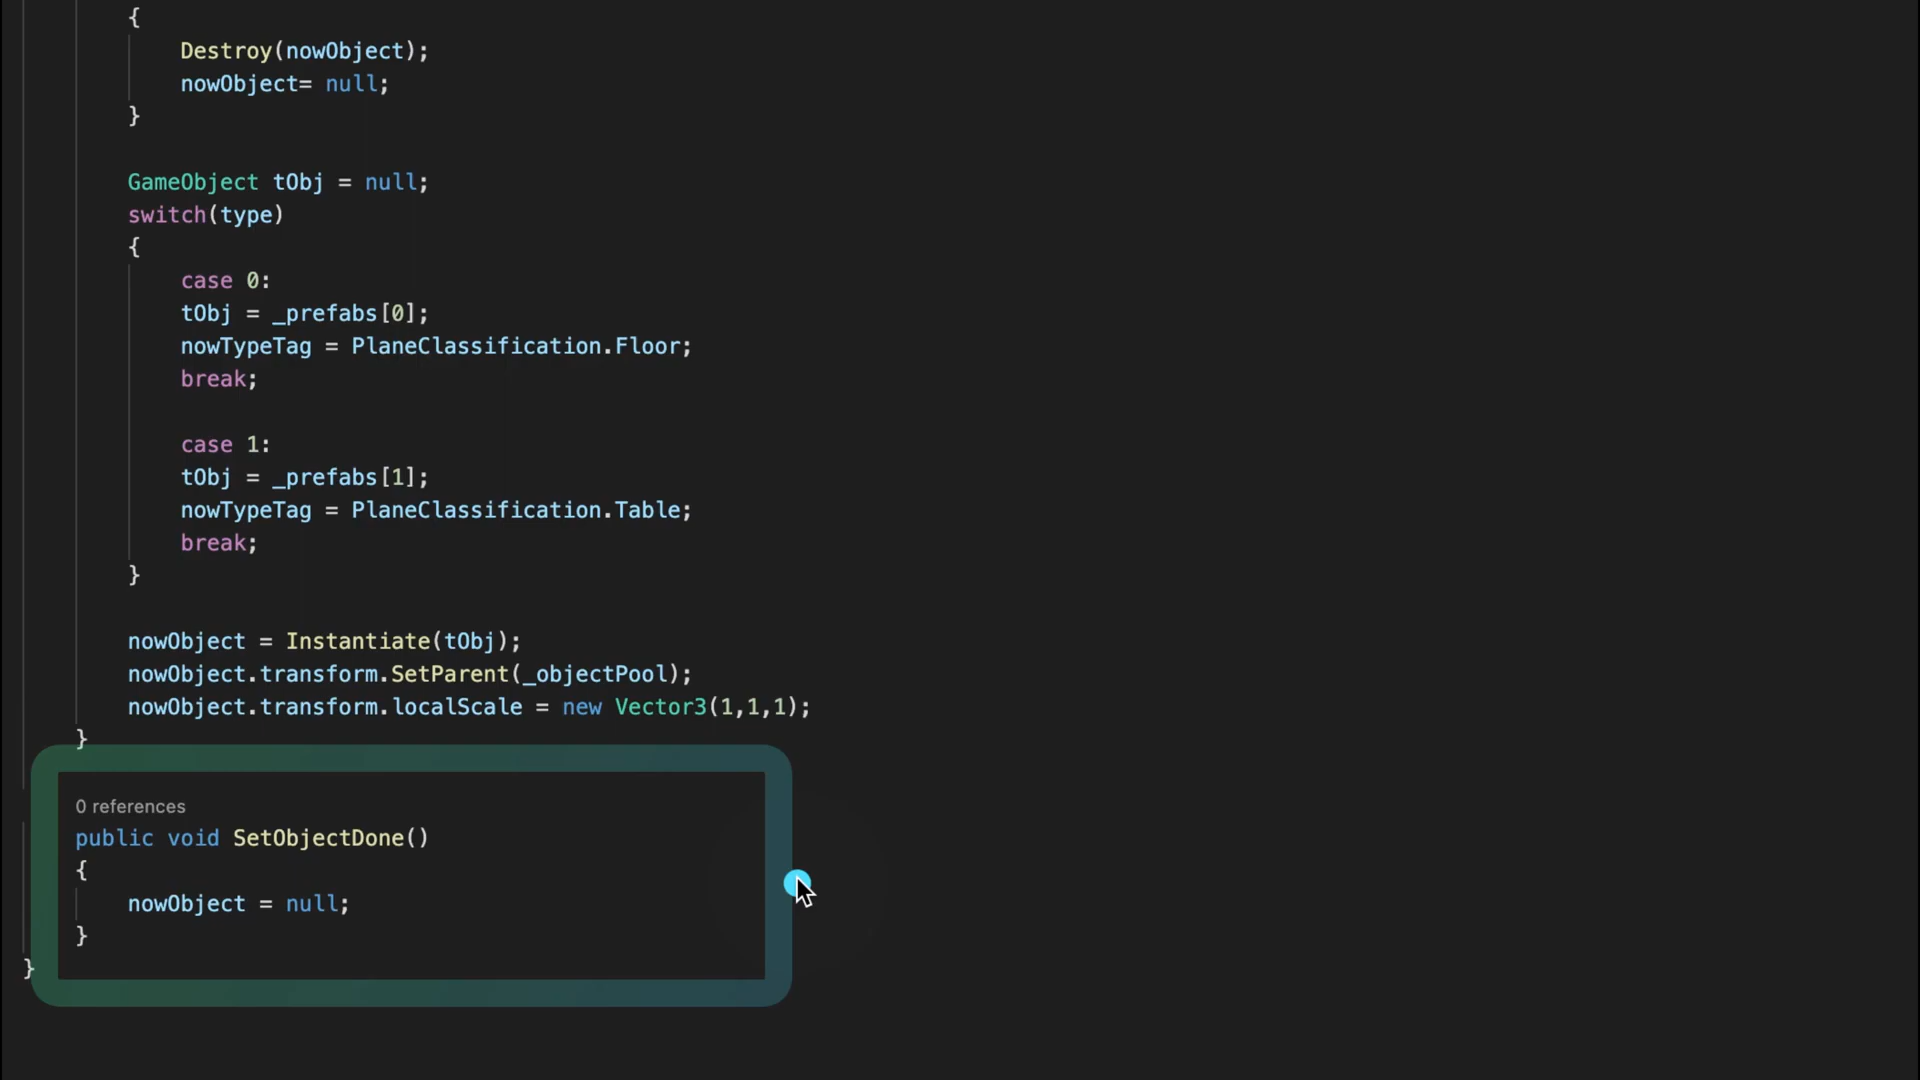 {
Destroy(nowObject);
nowObject= null;
}
GameObject tObj = null;
switch(type)
{
case 0:
tObj = _prefabs[0];
nowTypeTag = PlaneClassification.Floor;
break;
case 1:
tObj = _prefabs[1];
nowTypeTag = PlaneClassification.Table;
break;
}
nowObject = Instantiate(tObj);
nowObject.transform.SetParent(_objectPool);
nowObject.transform.localScale = new Vector3(1,1,1);
}
0 references
public void SetObjectDone()
{
nowObject = null;
}
}